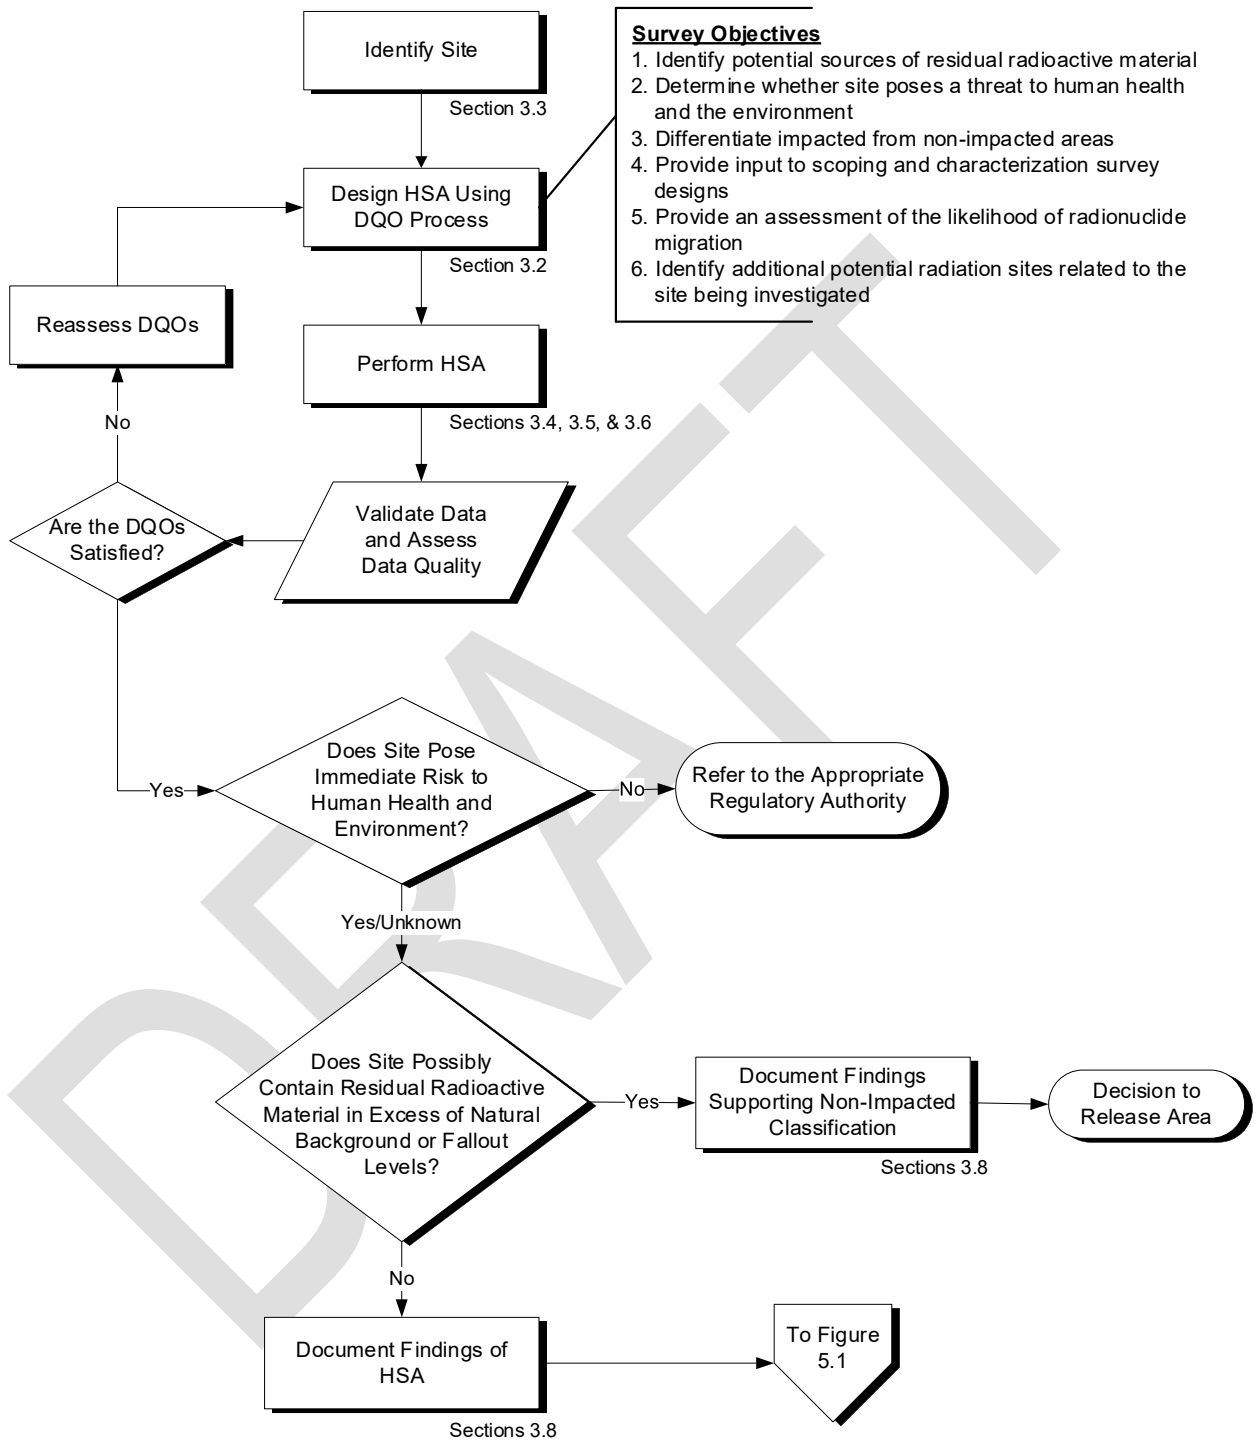 Identify Site
Section 3.3
Survey Objectives
1. Identify potential sources of residual radioactive material
2. Determine whether site poses a threat to human health
and the environment
3. Differentiate impacted from non-impacted areas
4. Provide input to scoping and characterization survey
designs
5. Provide an assessment of the likelihood of radionuclide
migration
6. Identify additional potential radiation sites related to the
site being investigated
Design HSA Using
DQO Process
Section 3.2
Reassess DQOs
Perform HSA
Sections 3.4, 3.5, & 3.6
No
Are the DQOs
Satisfied?
Validate Data
and Assess
Data Quality
Yes
Does Site Pose
Immediate Risk to
Human Health and
Environment?
No
Refer to the Appropriate
Regulatory Authority
Yes/Unknown
Does Site Possibly
Contain Residual Radioactive
Material in Excess of Natural
Background or Fallout
Levels?
Yes
Document Findings
Supporting Non-Impacted
Classification
Sections 3.8
Decision to
Release Area
No
Document Findings of
HSA
Sections 3.8
To Figure
5.1
DRAFT